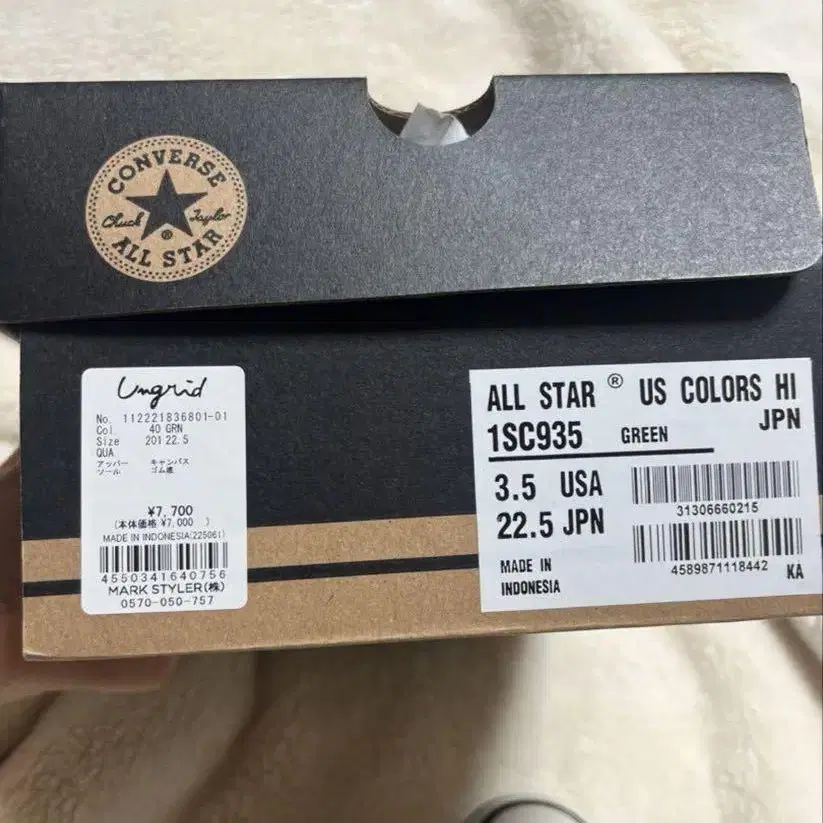 CONVERSE
Chuck Taylor
®
ALL STAR
Ungrid
No. 112221836801-01
Col. 40 GRN
Size 201 22.5
QUA
アッパー キャンバス
ソール ゴム底
¥7,700
(本体価格 ¥7,000 )
MADE IN INDONESIA(225061)
4550341640756
MARK STYLER(株)
0570-050-757
ALL STAR ® US COLORS HI
JPN
1SC935 GREEN
3.5 USA
31306660215
22.5 JPN
4589871118442
MADE IN
INDONESIA
KA